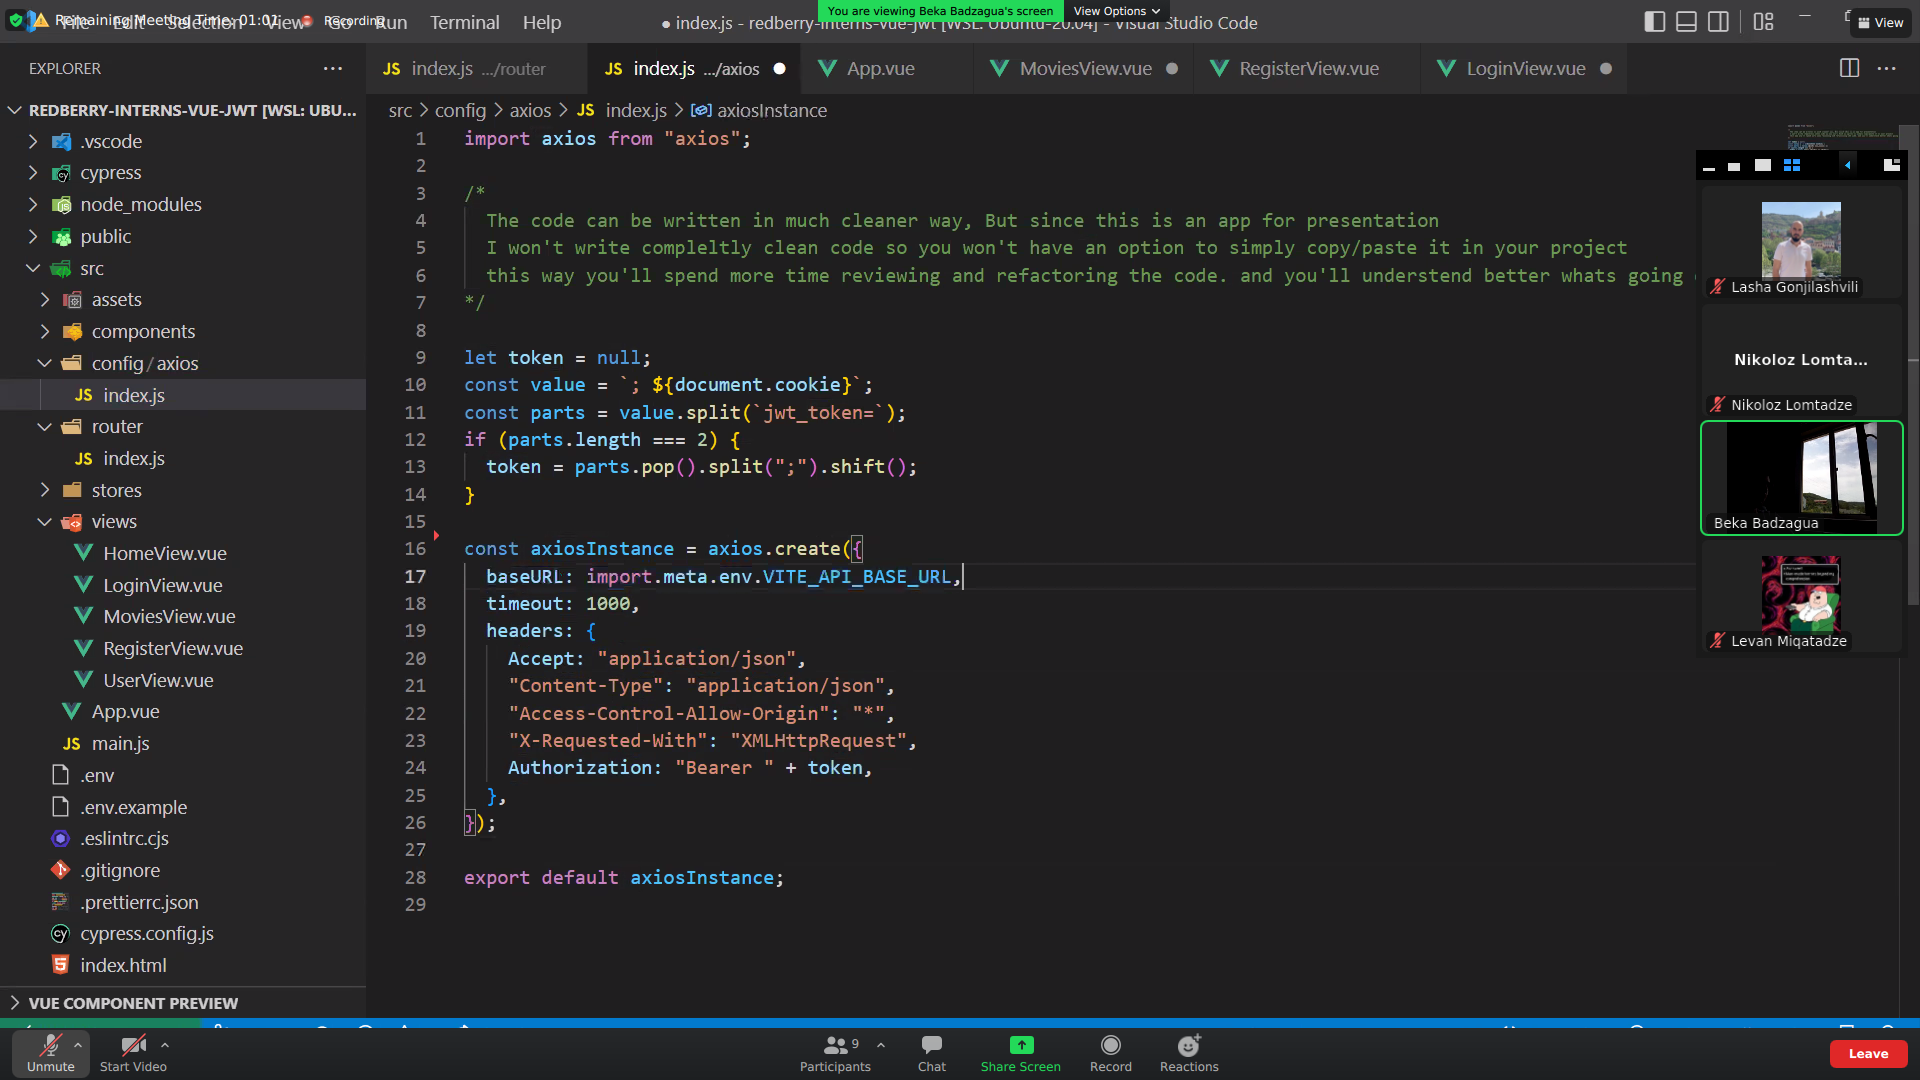 Remaining Meeting Time: 01:01
Recording
File Edit Selection View Go Run Terminal Help
● index.js - redberry-interns-vue-jwt [WSL: Ubuntu-20.04] - Visual Studio Code
You are viewing Beka Badzagua's screen
View Options
View
EXPLORER
JS index.js .../router
JS index.js .../axios
App.vue
MoviesView.vue
RegisterView.vue
LoginView.vue
REDBERRY-INTERNS-VUE-JWT [WSL: UBU...
.vscode
cypress
node_modules
public
src
assets
components
config / axios
JS index.js
router
JS index.js
stores
views
HomeView.vue
LoginView.vue
MoviesView.vue
RegisterView.vue
UserView.vue
App.vue
JS main.js
.env
.env.example
.eslintrc.cjs
.gitignore
.prettierrc.json
cypress.config.js
index.html
VUE COMPONENT PREVIEW
src > config > axios > JS index.js > axiosInstance
1 import axios from "axios";
2
3 /*
4 The code can be written in much cleaner way, But since this is an app for presentation
5 I won't write compleltly clean code so you won't have an option to simply copy/paste it in your project
6 this way you'll spend more time reviewing and refactoring the code. and you'll understend better whats going
7 */
8
9 let token = null;
10 const value = `; ${document.cookie}`;
11 const parts = value.split(`jwt_token=`);
12 if (parts.length === 2) {
13 token = parts.pop().split(";").shift();
14 }
15
16 const axiosInstance = axios.create({
17 baseURL: import.meta.env.VITE_API_BASE_URL,
18 timeout: 1000,
19 headers: {
20 Accept: "application/json",
21 "Content-Type": "application/json",
22 "Access-Control-Allow-Origin": "*",
23 "X-Requested-With": "XMLHttpRequest",
24 Authorization: "Bearer " + token,
25 },
26 });
27
28 export default axiosInstance;
29
Lasha Gonjilashvili
Nikoloz Lomta...
Nikoloz Lomtadze
Beka Badzagua
Levan Miqatadze
Unmute
Start Video
9
Participants
Chat
Share Screen
Record
Reactions
Leave